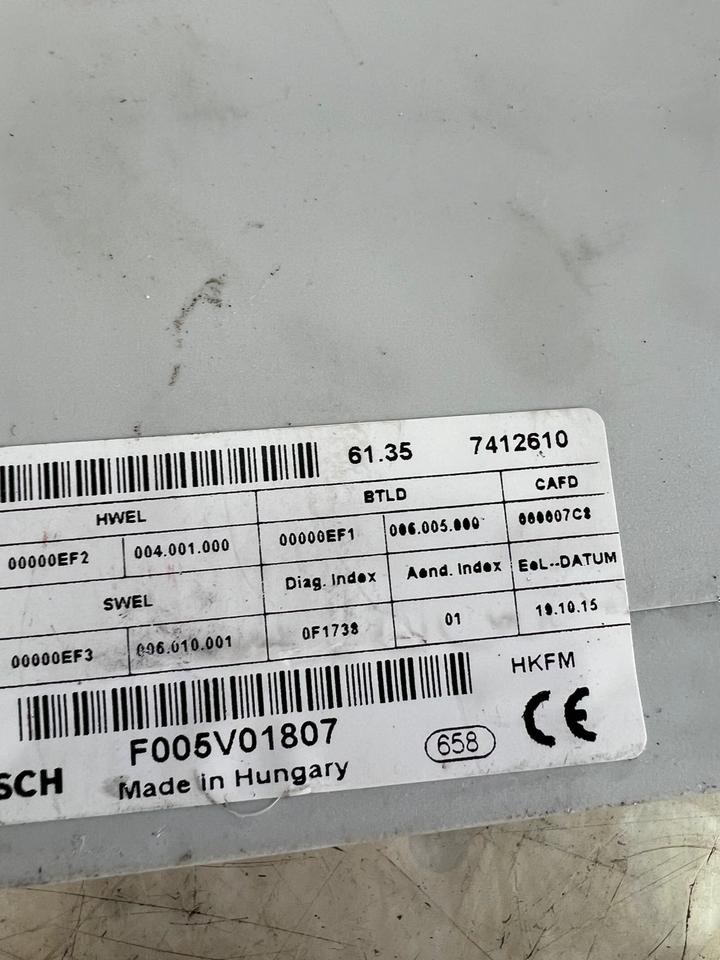 61.35 7412610
HWEL BTLD CAFD
00000EF2 004.001.000 00000EF1 006.005.000 000007C8
SWEL Diag. Index Aend. Index EoL--DATUM
00000EF3 006.010.001 0F1738 01 19.10.15
HKFM
F005V01807 658 CE
SCH Made in Hungary